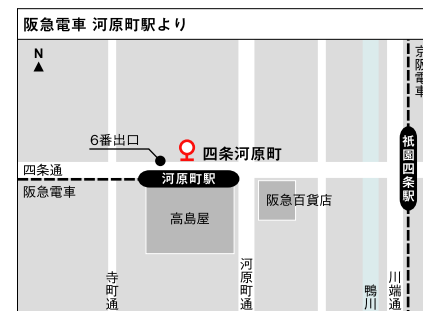 阪急電車 河原町駅より
N
京阪電車
6番出口
四条河原町
祇園四条駅
四条通
河原町駅
阪急電車
阪急百貨店
高島屋
寺町通
河原町通
鴨川
川端通